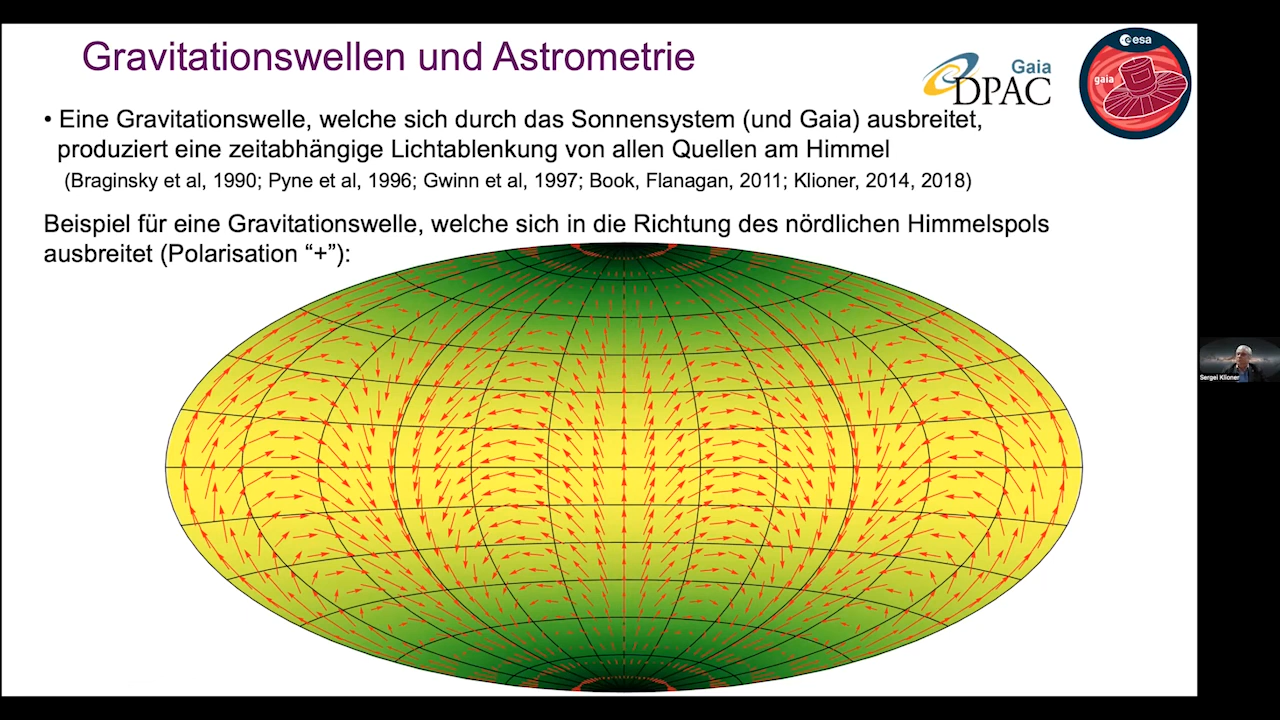 Gravitationswellen und Astrometrie
Gaia
DPAC
esa
gaia
• Eine Gravitationswelle, welche sich durch das Sonnensystem (und Gaia) ausbreitet,
produziert eine zeitabhängige Lichtablenkung von allen Quellen am Himmel
(Braginsky et al, 1990; Pyne et al, 1996; Gwinn et al, 1997; Book, Flanagan, 2011; Klioner, 2014, 2018)
Beispiel für eine Gravitationswelle, welche sich in die Richtung des nördlichen Himmelspols
ausbreitet (Polarisation “+”):
Sergei Klioner